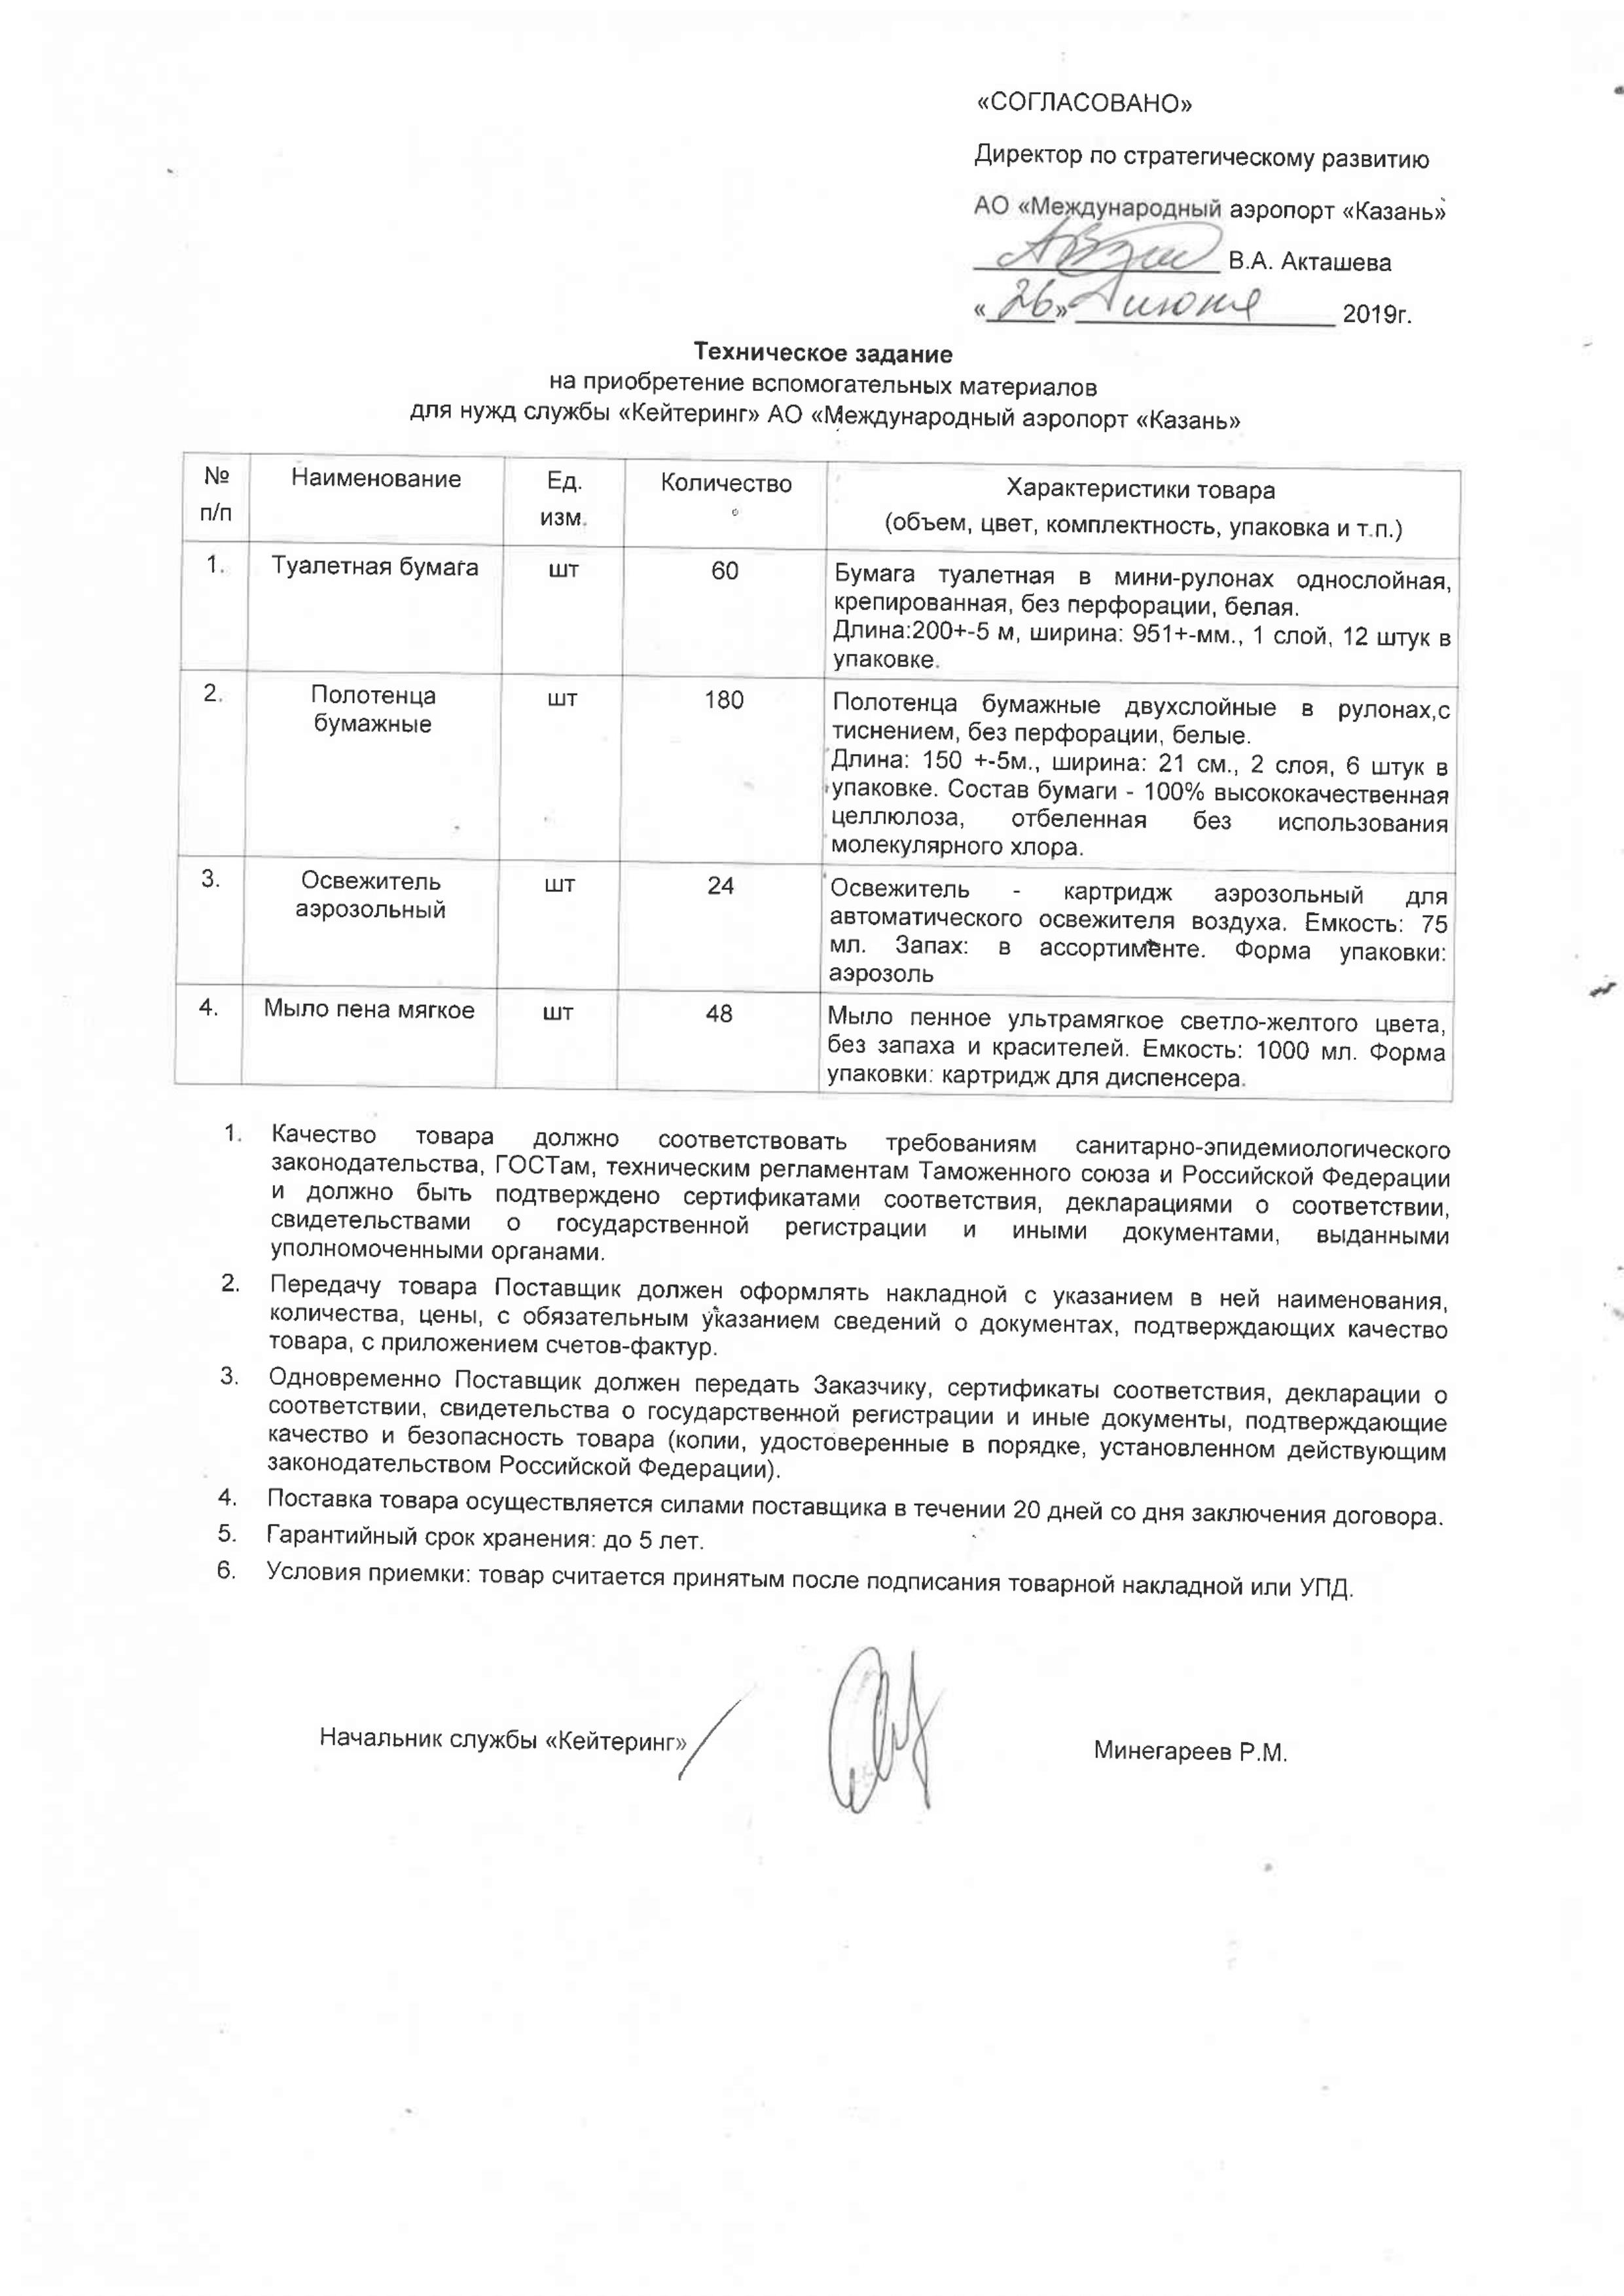 «СОГЛАСОВАНО»
Директор по стратегическому развитию
АО «Международный аэропорт «Казань»
В.А. Акташева
«26» июня 2019г.
Техническое задание
на приобретение вспомогательных материалов
для нужд службы «Кейтеринг» АО «Международный аэропорт «Казань»
№ п/п Наименование Ед. изм. Количество Характеристики товара
(объем, цвет, комплектность, упаковка и т.п.)
1. Туалетная бумага шт 60 Бумага туалетная в мини-рулонах однослойная,
крепированная, без перфорации, белая.
Длина:200+-5 м, ширина: 951+-мм., 1 слой, 12 штук в
упаковке.
2. Полотенца бумажные шт 180 Полотенца бумажные двухслойные в рулонах,с
тиснением, без перфорации, белые.
Длина: 150 +-5м., ширина: 21 см., 2 слоя, 6 штук в
упаковке. Состав бумаги - 100% высококачественная
целлюлоза, отбеленная без использования
молекулярного хлора.
3. Освежитель аэрозольный шт 24 Освежитель - картридж аэрозольный для
автоматического освежителя воздуха. Емкость: 75
мл. Запах: в ассортименте. Форма упаковки:
аэрозоль
4. Мыло пена мягкое шт 48 Мыло пенное ультрамягкое светло-желтого цвета,
без запаха и красителей. Емкость: 1000 мл. Форма
упаковки: картридж для диспенсера.
1. Качество товара должно соответствовать требованиям санитарно-эпидемиологического
законодательства, ГОСТам, техническим регламентам Таможенного союза и Российской Федерации
и должно быть подтверждено сертификатами соответствия, декларациями о соответствии,
свидетельствами о государственной регистрации и иными документами, выданными
уполномоченными органами.
2. Передачу товара Поставщик должен оформлять накладной с указанием в ней наименования,
количества, цены, с обязательным указанием сведений о документах, подтверждающих качество
товара, с приложением счетов-фактур.
3. Одновременно Поставщик должен передать Заказчику, сертификаты соответствия, декларации о
соответствии, свидетельства о государственной регистрации и иные документы, подтверждающие
качество и безопасность товара (копии, удостоверенные в порядке, установленном действующим
законодательством Российской Федерации).
4. Поставка товара осуществляется силами поставщика в течении 20 дней со дня заключения договора.
5. Гарантийный срок хранения: до 5 лет.
6. Условия приемки: товар считается принятым после подписания товарной накладной или УПД.
Начальник службы «Кейтеринг» Минегареев Р.М.